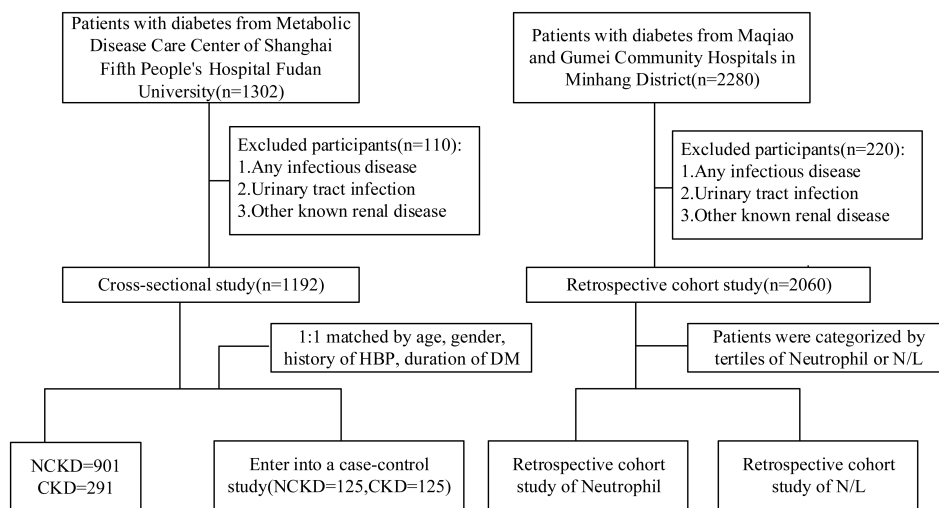 Patients with diabetes from Metabolic
Disease Care Center of Shanghai
Fifth People's Hospital Fudan
University(n=1302)
Patients with diabetes from Maqiao
and Gumei Community Hospitals in
Minhang District(n=2280)
Excluded participants(n=110):
1.Any infectious disease
2.Urinary tract infection
3.Other known renal disease
Excluded participants(n=220):
1.Any infectious disease
2.Urinary tract infection
3.Other known renal disease
Cross-sectional study(n=1192)
Retrospective cohort study(n=2060)
1:1 matched by age, gender,
history of HBP, duration of DM
Patients were categorized by
tertiles of Neutrophil or N/L
NCKD=901
CKD=291
Enter into a case-control
study(NCKD=125,CKD=125)
Retrospective cohort
study of Neutrophil
Retrospective cohort
study of N/L